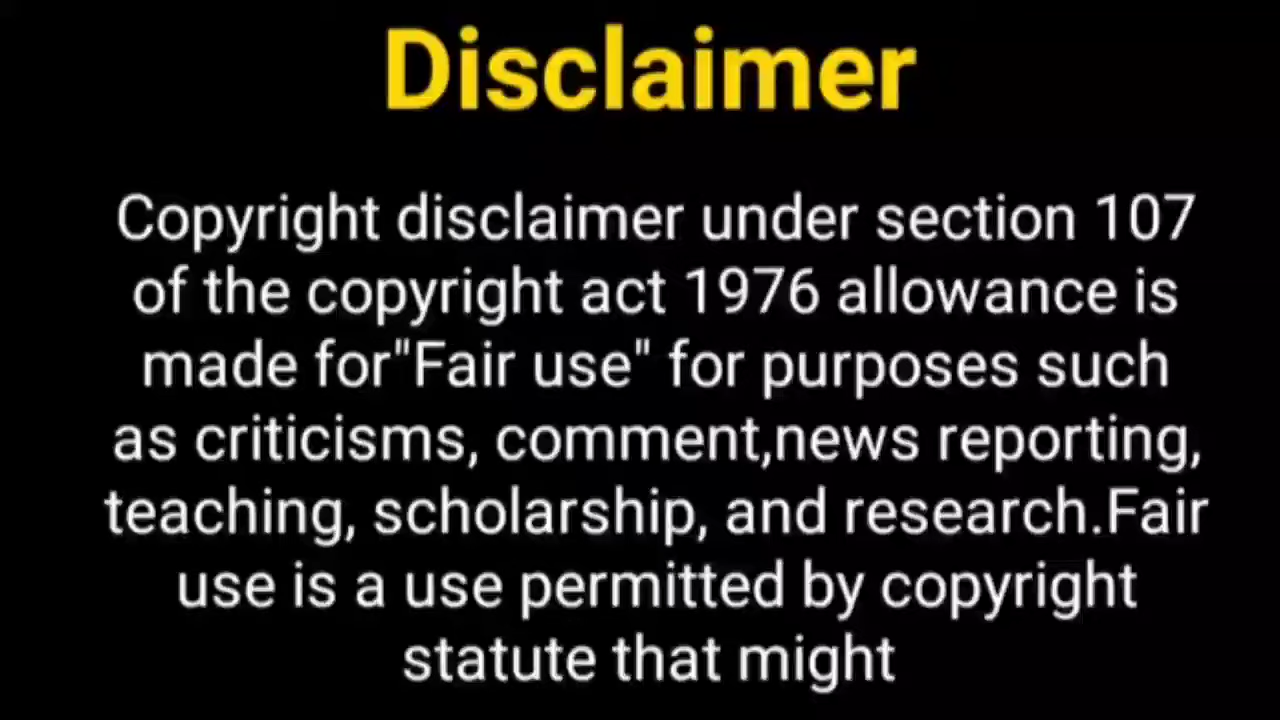 Disclaimer
Copyright disclaimer under section 107
of the copyright act 1976 allowance is
made for"Fair use" for purposes such
as criticisms, comment,news reporting,
teaching, scholarship, and research.Fair
use is a use permitted by copyright
statute that might